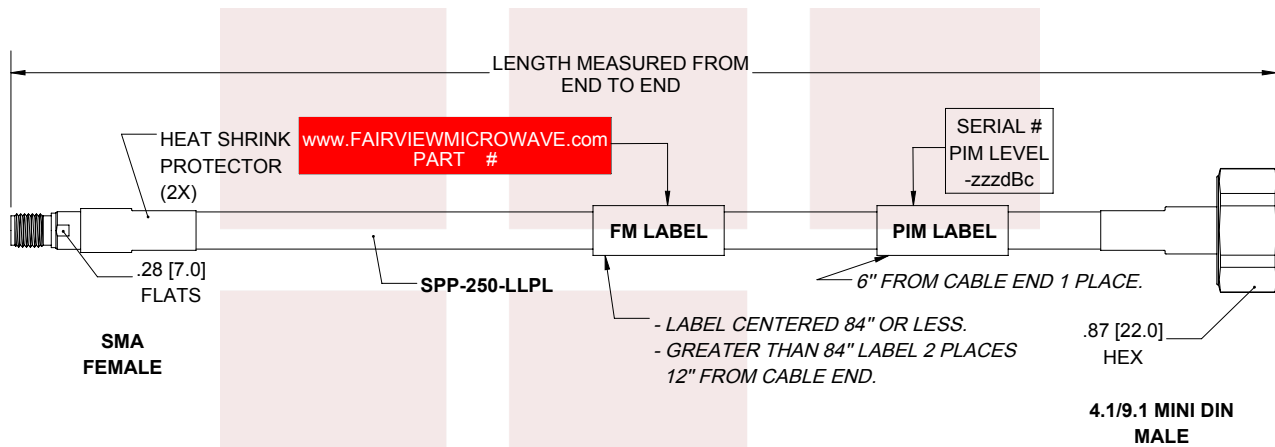 LENGTH MEASURED FROM
END TO END
HEAT SHRINK
PROTECTOR
(2X)
www.FAIRVIEWMICROWAVE.com
PART #
SERIAL #
PIM LEVEL
-zzzdBc
FM LABEL
PIM LABEL
.28 [7.0]
FLATS
SPP-250-LLPL
6" FROM CABLE END 1 PLACE.
SMA
FEMALE
- LABEL CENTERED 84" OR LESS.
- GREATER THAN 84" LABEL 2 PLACES
12" FROM CABLE END.
.87 [22.0]
HEX
4.1/9.1 MINI DIN
MALE